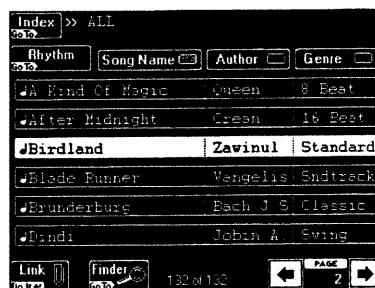 Index >> ALL
Go To
Rhythm Song Name Author Genre
Go To
A Kind Of Magic Queen 8 Beat
After Midnight Cream 16 Beat
Birdland Zawinul Standard
Blade Runner Vangelis Sndtrack
Brunderburg Bach J S Classic
Dindi Jobim A Swing
Link Finder 132 of 132 PAGE
Go To 2